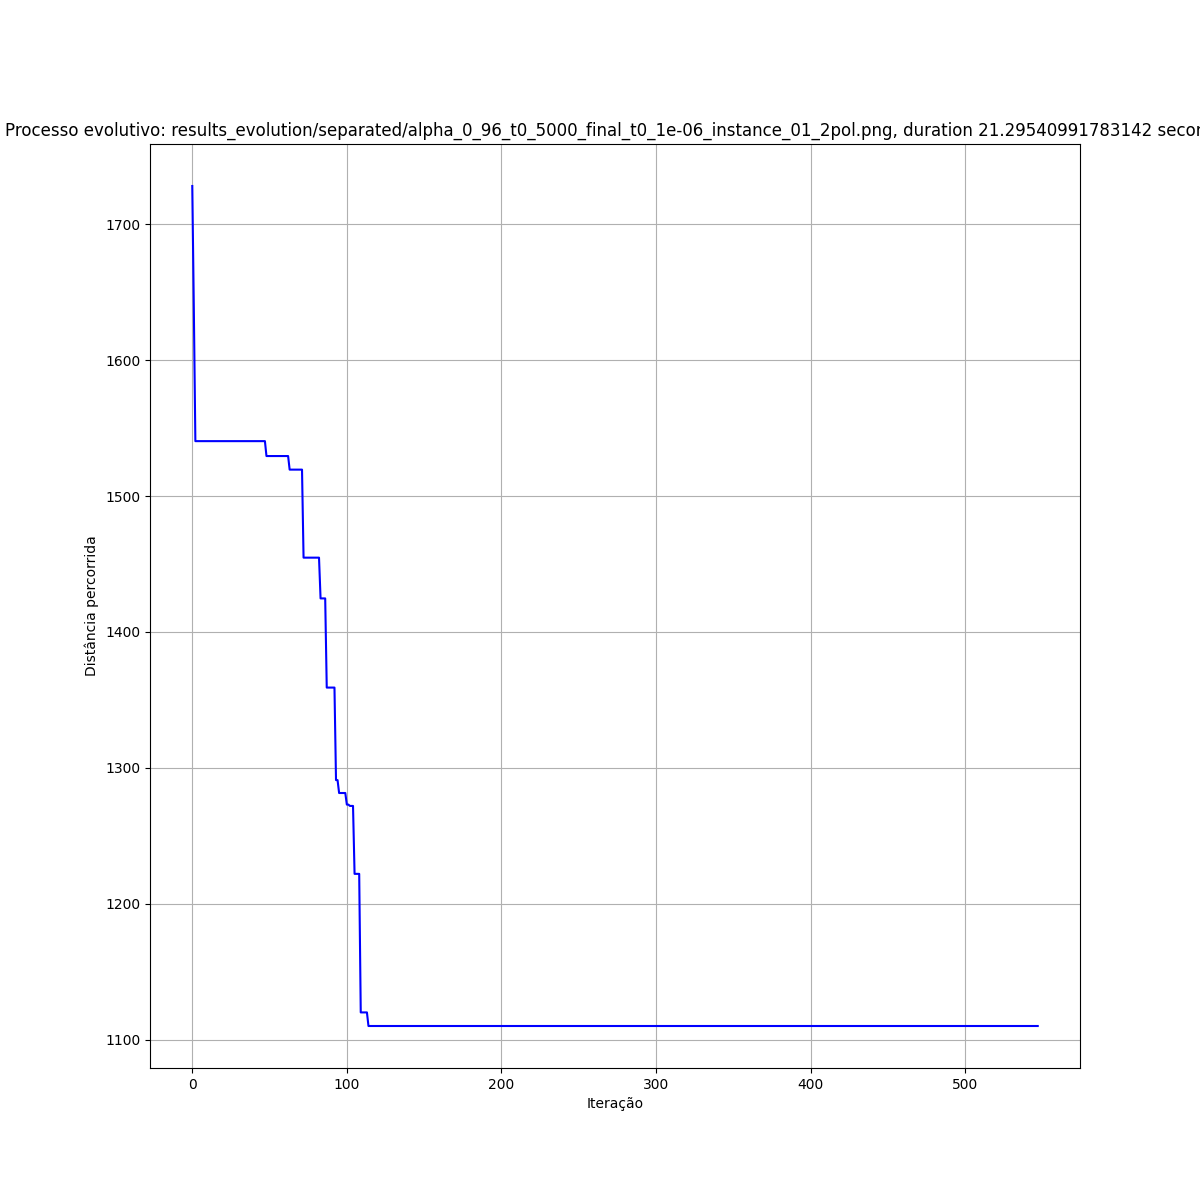 Processo evolutivo: results_evolution/separated/alpha_0_96_t0_5000_final_t0_1e-06_instance_01_2pol.png, duration 21.29540991783142
1700
1600
1500
1400
1300
1200
1100
Distância percorrida
0 100 200 300 400 500
Iteração